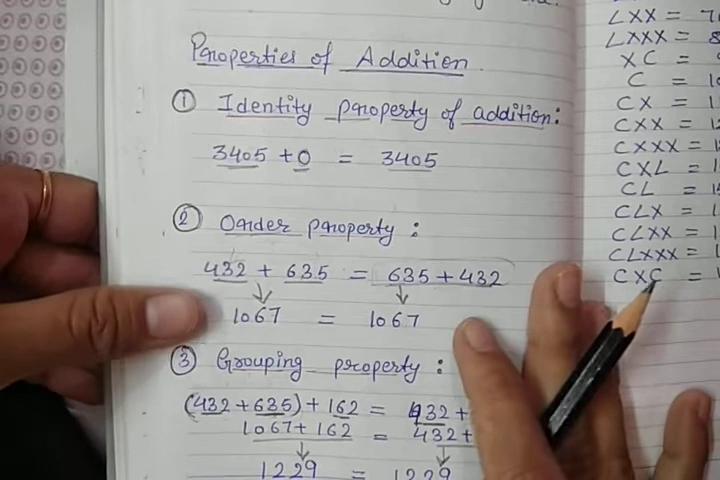 Properties of Addition
① Identity property of addition:
3405 + 0 = 3405
② Order property:
432 + 635 = 635 + 432
1067 = 1067
③ Grouping property:
(432 + 635) + 162 = 432 +
1067 + 162 = 432 +
1229 = 1229
LXX =
LXXX =
XC =
C =
CX =
CXX =
CXXX =
CXL =
CL =
CLX =
CLXX =
CLXXX =
CXC =